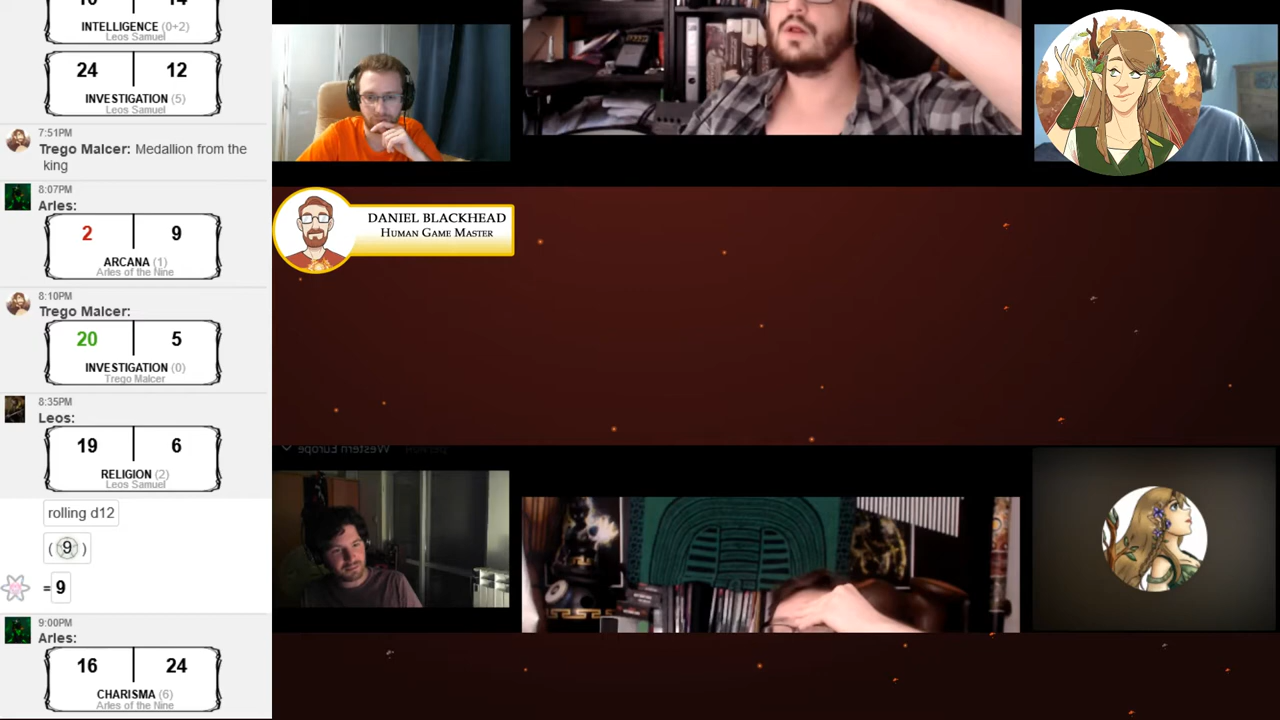 INTELLIGENCE (0+2)
Leos Samuel
24 12
INVESTIGATION (5)
Leos Samuel
7:51PM
Trego Malcer: Medallion from the
king
8:07PM
Arles:
2 9
ARCANA (1)
Arles of the Nine
8:10PM
Trego Malcer:
20 5
INVESTIGATION (0)
Trego Malcer
8:35PM
Leos:
19 6
RELIGION (2)
Leos Samuel
rolling d12
(9)
=9
9:00PM
Arles:
16 24
CHARISMA (6)
Arles of the Nine
DANIEL BLACKHEAD
HUMAN GAME MASTER
Western Europe